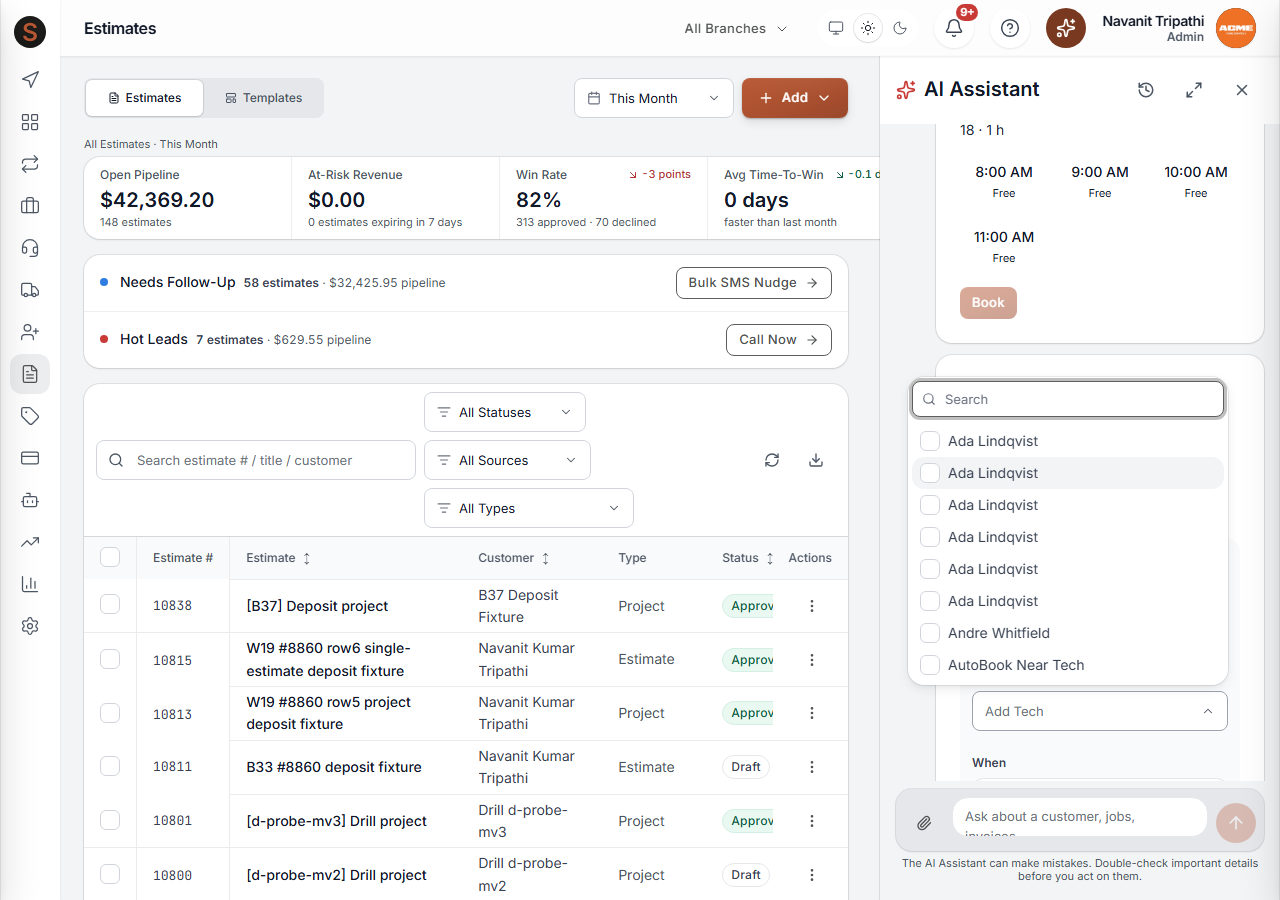 S
Estimates
All Branches
9+
Navanit Tripathi
Admin
ACME
Estimates
Templates
This Month
Add
All Estimates · This Month
Open Pipeline
$42,369.20
148 estimates
At-Risk Revenue
$0.00
0 estimates expiring in 7 days
Win Rate
-3 points
82%
313 approved · 70 declined
Avg Time-To-Win
-0.1 d
0 days
faster than last month
Needs Follow-Up 58 estimates · $32,425.95 pipeline
Bulk SMS Nudge
Hot Leads 7 estimates · $629.55 pipeline
Call Now
All Statuses
Search estimate # / title / customer
All Sources
All Types
Estimate # Estimate Customer Type Status Actions
10838 [B37] Deposit project B37 Deposit Fixture Project Approv
10815 W19 #8860 row6 single-estimate deposit fixture Navanit Kumar Tripathi Estimate Approv
10813 W19 #8860 row5 project deposit fixture Navanit Kumar Tripathi Project Approv
10811 B33 #8860 deposit fixture Navanit Kumar Tripathi Estimate Draft
10801 [d-probe-mv3] Drill project Drill d-probe-mv3 Project Approv
10800 [d-probe-mv2] Drill project Drill d-probe-mv2 Project Draft
AI Assistant
18 · 1 h
8:00 AM 9:00 AM 10:00 AM
Free Free Free
11:00 AM
Free
Book
Search
Ada Lindqvist
Ada Lindqvist
Ada Lindqvist
Ada Lindqvist
Ada Lindqvist
Ada Lindqvist
Andre Whitfield
AutoBook Near Tech
Add Tech
When
Ask about a customer, jobs,
invoices
The AI Assistant can make mistakes. Double-check important details
before you act on them.